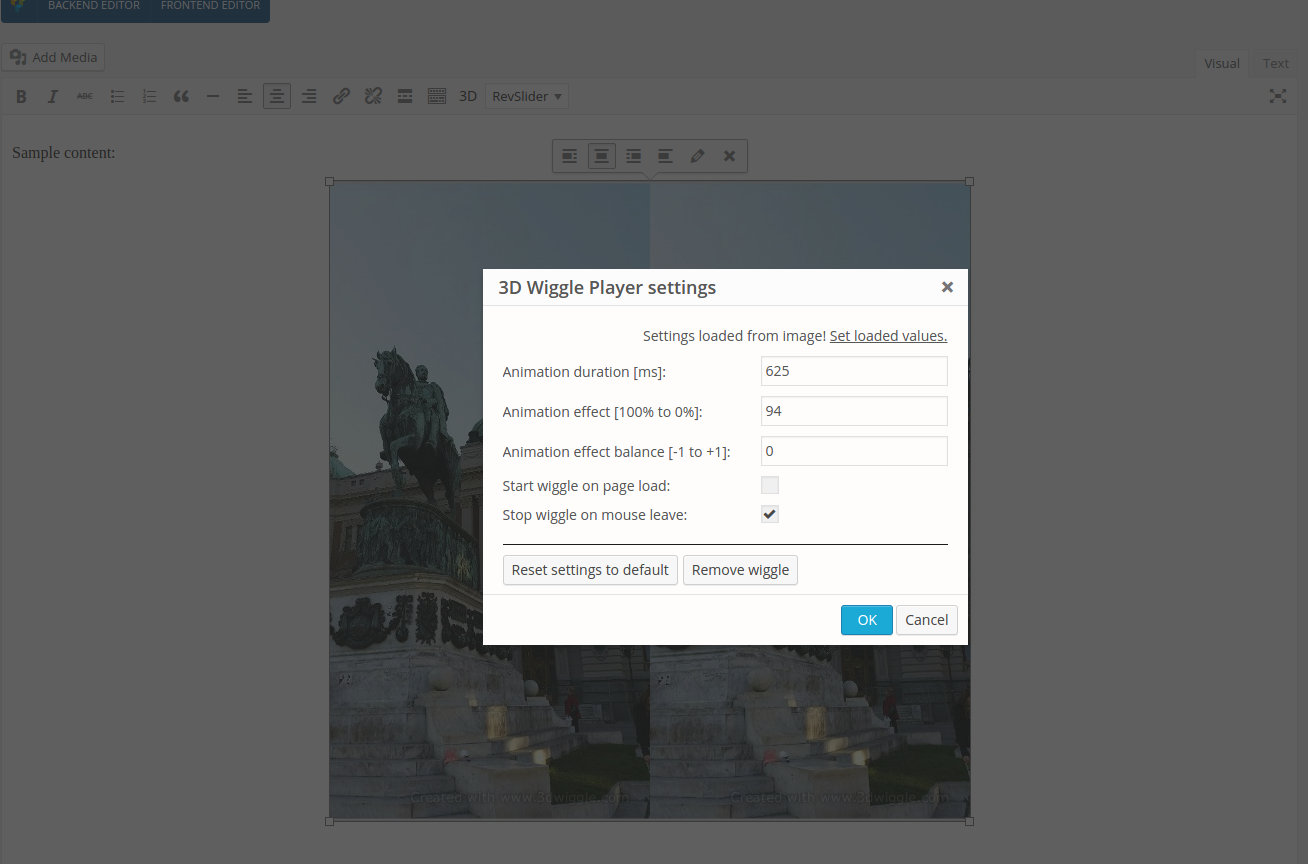 BACKEND EDITOR FRONTEND EDITOR
Add Media
Visual Text
B I ABC 3D RevSlider
Sample content:
3D Wiggle Player settings
Settings loaded from image! Set loaded values.
Animation duration [ms]: 625
Animation effect [100% to 0%]: 94
Animation effect balance [-1 to +1]: 0
Start wiggle on page load:
Stop wiggle on mouse leave:
Reset settings to default Remove wiggle
OK Cancel
Created with www.3dwiggle.com Created with www.3dwiggle.com